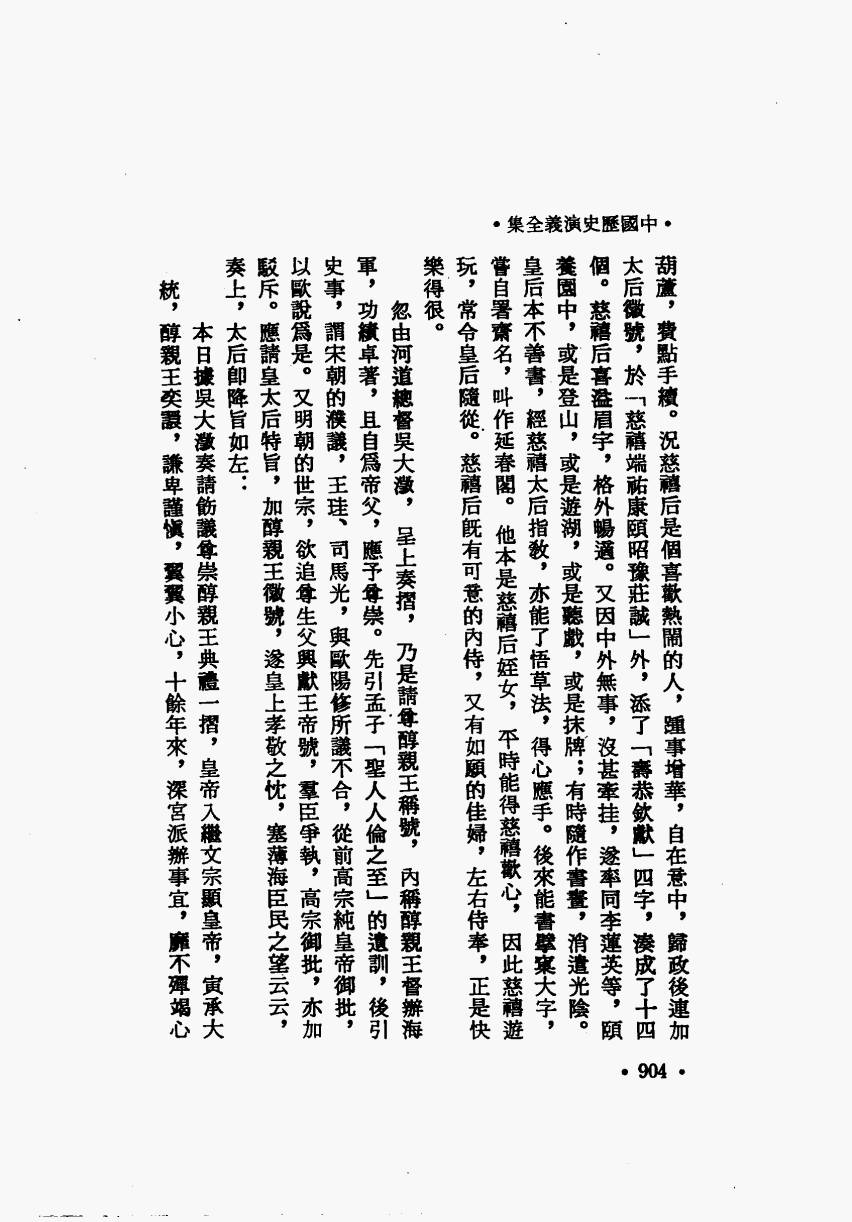 •中國歷史演義全集•
葫蘆，費點手續。況慈禧后是個喜歡熱鬧的人，踵事增華，自在意中，歸政後連加
太后徽號，於「慈禧端祐康頤昭豫莊誠」外，添了「壽恭欽獻」四字，湊成了十四
個。慈禧后喜溢眉宇，格外暢適。又因中外無事，沒甚牽挂，遂率同李蓮英等，頤
養園中，或是登山，或是遊湖，或是聽戲，或是抹牌；有時隨作書畫，消遣光陰。
皇后本不善書，經慈禧太后指教，亦能了悟草法，得心應手。後來能書擘窠大字，
嘗自署齋名，叫作延春閣。他本是慈禧后姪女，平時能得慈禧歡心，因此慈禧遊
玩，常令皇后隨從。慈禧后旣有可意的內侍，又有如願的佳婦，左右侍奉，正是快
樂得很。
忽由河道總督吳大澂，呈上奏摺，乃是請尊醇親王稱號，內稱醇親王督辦海
軍，功績卓著，且自爲帝父，應予尊崇。先引孟子「聖人人倫之至」的遺訓，後引
史事，謂宋朝的濮議，王珪、司馬光，與歐陽修所議不合，從前高宗純皇帝御批，
以歐說爲是。又明朝的世宗，欲追尊生父興獻王帝號，羣臣爭執，高宗御批，亦加
駁斥。應請皇太后特旨，加醇親王徽號，遂皇上孝敬之忱，塞薄海臣民之望云云，
奏上，太后卽降旨如左：
本日據吳大澂奏請飭議尊崇醇親王典禮一摺，皇帝入繼文宗顯皇帝，寅承大
統，醇親王奕譞，謙卑謹愼，翼翼小心，十餘年來，深宮派辦事宜，靡不殫竭心
•904•